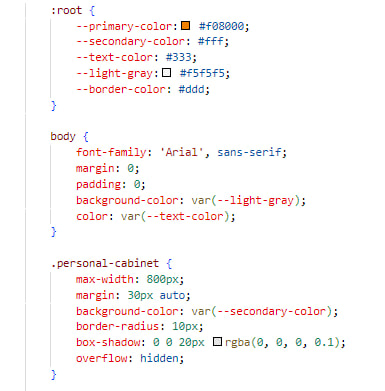 :root {
--primary-color: #f08000;
--secondary-color: #fff;
--text-color: #333;
--light-gray: #f5f5f5;
--border-color: #ddd;
}
body {
font-family: 'Arial', sans-serif;
margin: 0;
padding: 0;
background-color: var(--light-gray);
color: var(--text-color);
}
.personal-cabinet {
max-width: 800px;
margin: 30px auto;
background-color: var(--secondary-color);
border-radius: 10px;
box-shadow: 0 0 20px rgba(0, 0, 0, 0.1);
overflow: hidden;
}